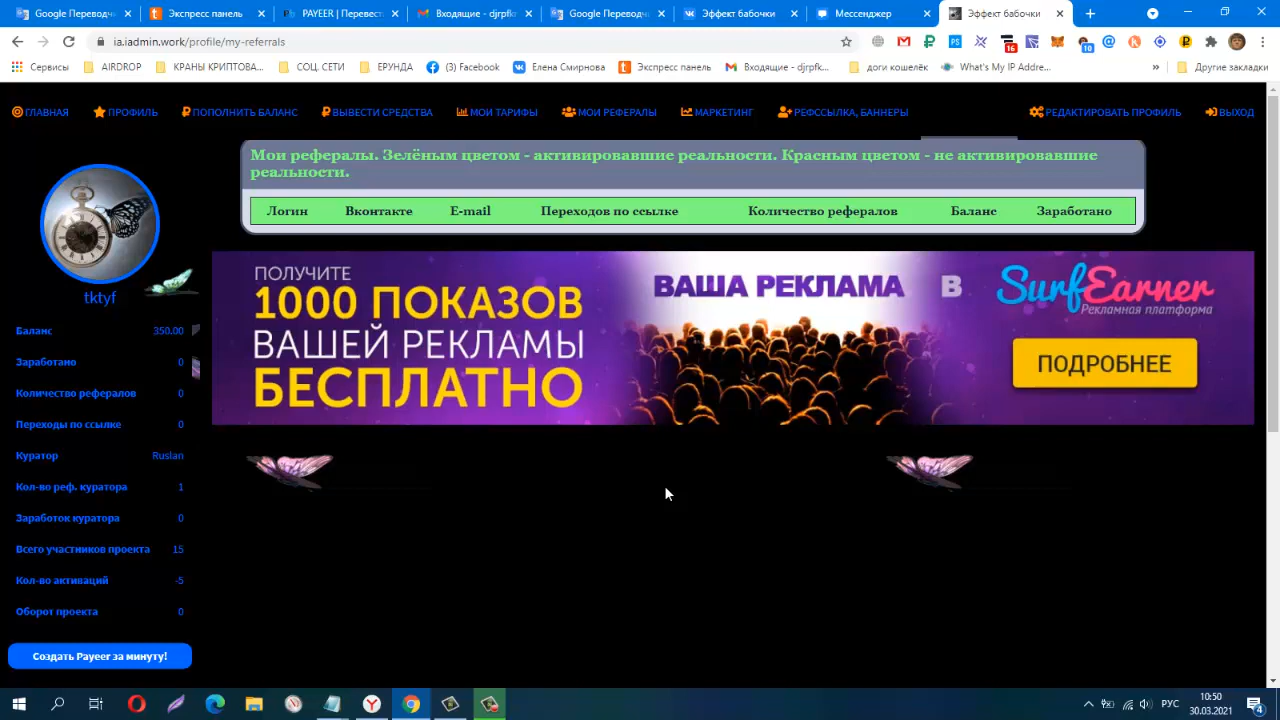 Google Переводч
Экспресс панель
PAYEER | Перевест
Входящие - djrpfkr
Google Переводч
Эффект бабочки
Мессенджер
Эффект бабочки
ia.iadmin.work/profile/my-referrals
16
10
Сервисы
AIRDROP
КРАНЫ КРИПТОВА...
СОЦ. СЕТИ
ЕРУНДА
(3) Facebook
Елена Смирнова
Экспресс панель
Входящие - djrpfk...
доги кошелёк
What's My IP Addre...
»
Другие закладки
ГЛАВНАЯ
ПРОФИЛЬ
ПОПОЛНИТЬ БАЛАНС
ВЫВЕСТИ СРЕДСТВА
МОИ ТАРИФЫ
МОИ РЕФЕРАЛЫ
МАРКЕТИНГ
РЕФССЫЛКА, БАННЕРЫ
РЕДАКТИРОВАТЬ ПРОФИЛЬ
ВЫХОД
Мои рефералы. Зелёным цветом - активировавшие реальности. Красным цветом - не активировавшие
реальности.
Логин Вконтакте E-mail Переходов по ссылке Количество рефералов Баланс Заработано
ПОЛУЧИТЕ
1000 ПОКАЗОВ
ВАШЕЙ РЕКЛАМЫ
БЕСПЛАТНО
ВАША РЕКЛАМА В
SurfEarner
Рекламная платформа
ПОДРОБНЕЕ
tktyf
Баланс 350.00
Заработано 0
Количество рефералов 0
Переходы по ссылке 0
Куратор Ruslan
Кол-во реф. куратора 1
Заработок куратора 0
Всего участников проекта 15
Кол-во активаций -5
Оборот проекта 0
Создать Payeer за минуту!
РУС
10:50
30.03.2021
4